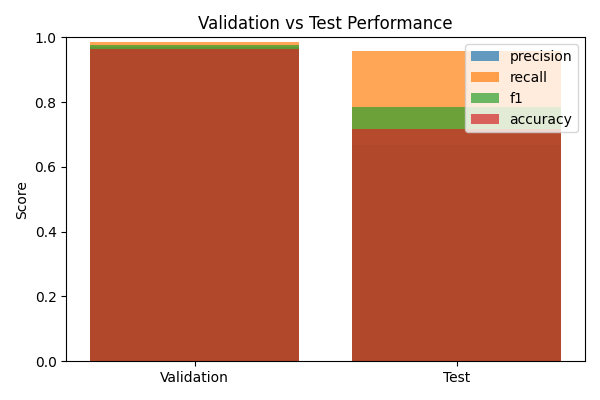 Validation vs Test Performance
1.0
0.8
0.6
0.4
0.2
0.0
Score
precision
recall
f1
accuracy
Validation
Test